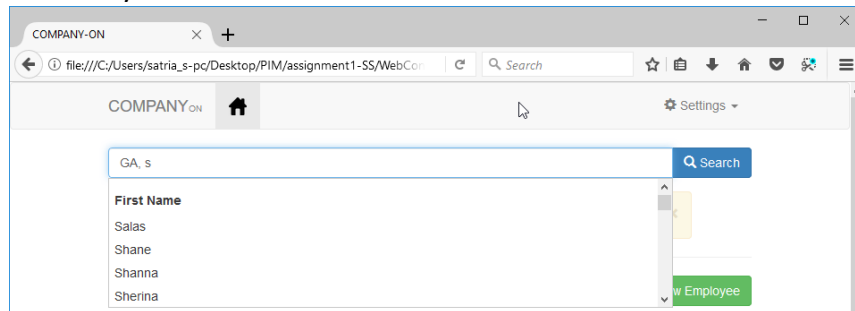 COMPANY-ON
file:///C:/Users/satria_s-pc/Desktop/PIM/assignment1-SS/WebCon
Search
COMPANYON
Settings
GA, s
Search
First Name
Salas
Shane
Shanna
Sherina
w Employee